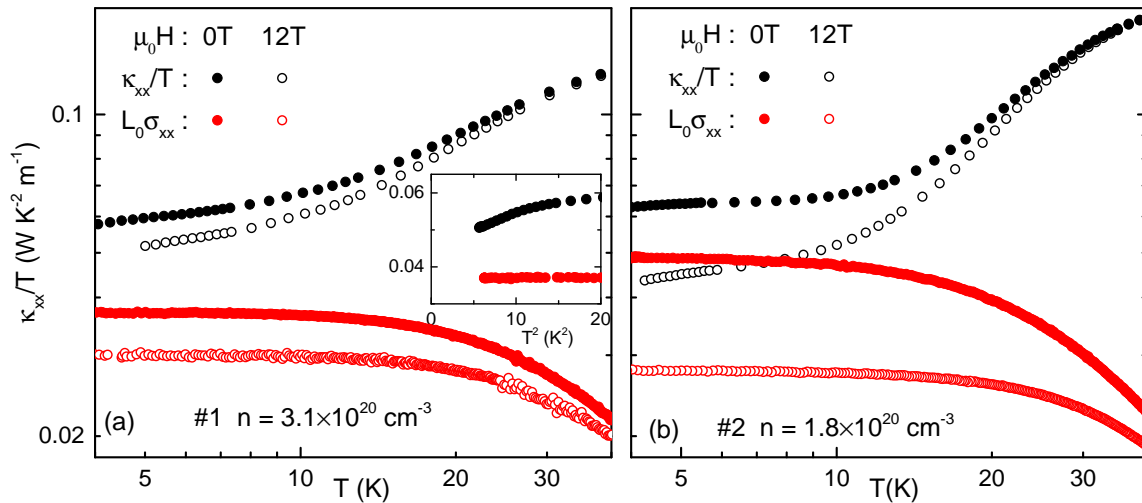 μ₀H : 0T 12T
κₓₓ/T :
L₀σₓₓ :
0.1
0.02
κₓₓ/T (W K⁻² m⁻¹)
0.06
0.04
10
20
T² (K²)
(a)
#1 n = 3.1×10²⁰ cm⁻³
5
10
20
30
T (K)
μ₀H : 0T 12T
κₓₓ/T :
L₀σₓₓ :
(b)
#2 n = 1.8×10²⁰ cm⁻³
5
10
20
30
T(K)